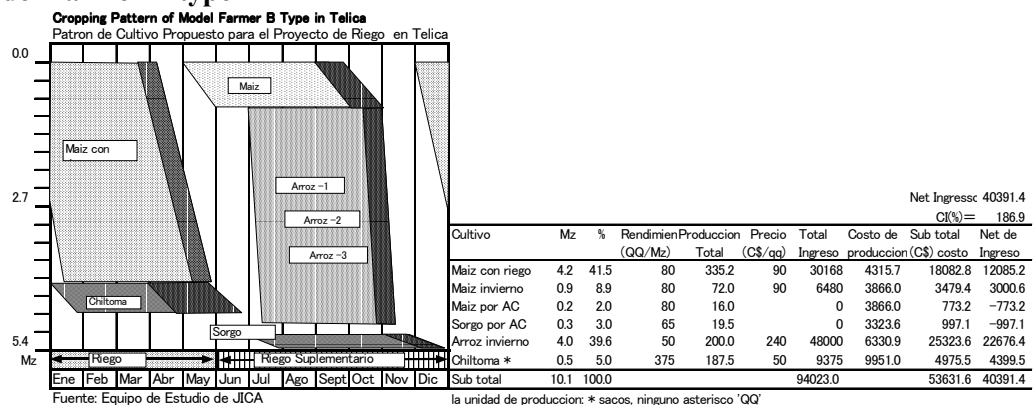 Cropping Pattern of Model Farmer B Type in Telica
Patron de Cultivo Propuesto para el Proyecto de Riego en Telica
0.0
2.7
5.4
Mz
Maiz con
Maiz
Arroz -1
Arroz -2
Arroz -3
Chiltoma
Sorgo
Riego
Riego Suplementario
Ene Feb Mar Abr May Jun Jul Ago Sept Oct Nov Dic
Fuente: Equipo de Estudio de JICA
Net Ingresc 40391.4
CI(%)= 186.9
Cultivo Mz % Rendimien Produccion Precio Total Costo de Sub total Net de
(QQ/Mz) Total (C$/qq) Ingreso produccion (C$) costo Ingreso
Maiz con riego 4.2 41.5 80 335.2 90 30168 4315.7 18082.8 12085.2
Maiz invierno 0.9 8.9 80 72.0 90 6480 3866.0 3479.4 3000.6
Maiz por AC 0.2 2.0 80 16.0 0 3866.0 773.2 -773.2
Sorgo por AC 0.3 3.0 65 19.5 0 3323.6 997.1 -997.1
Arroz invierno 4.0 39.6 50 200.0 240 48000 6330.9 25323.6 22676.4
Chiltoma * 0.5 5.0 375 187.5 50 9375 9951.0 4975.5 4399.5
Sub total 10.1 100.0 94023.0 53631.6 40391.4
la unidad de produccion: * sacos, ninguno asterisco 'QQ'